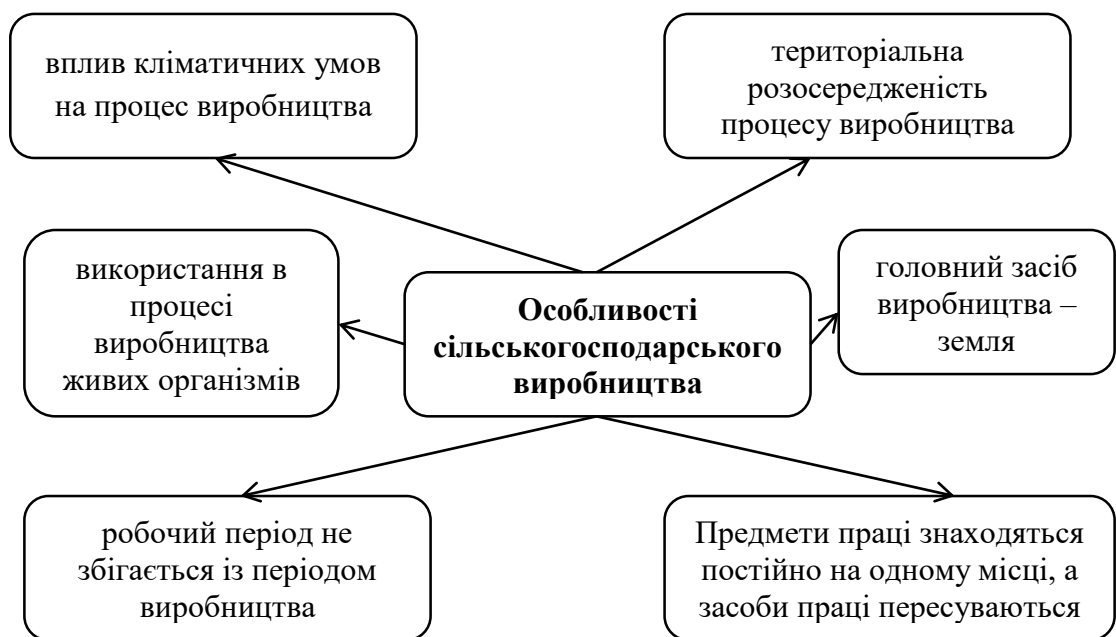 вплив кліматичних умов
на процес виробництва
територіальна
розосередженість
процесу виробництва
використання в
процесі
виробництва
живих організмів
Особливості
сільськогосподарського
виробництва
головний засіб
виробництва –
земля
робочий період не
збігається із періодом
виробництва
Предмети праці знаходяться
постійно на одному місці, а
засоби праці пересуваються